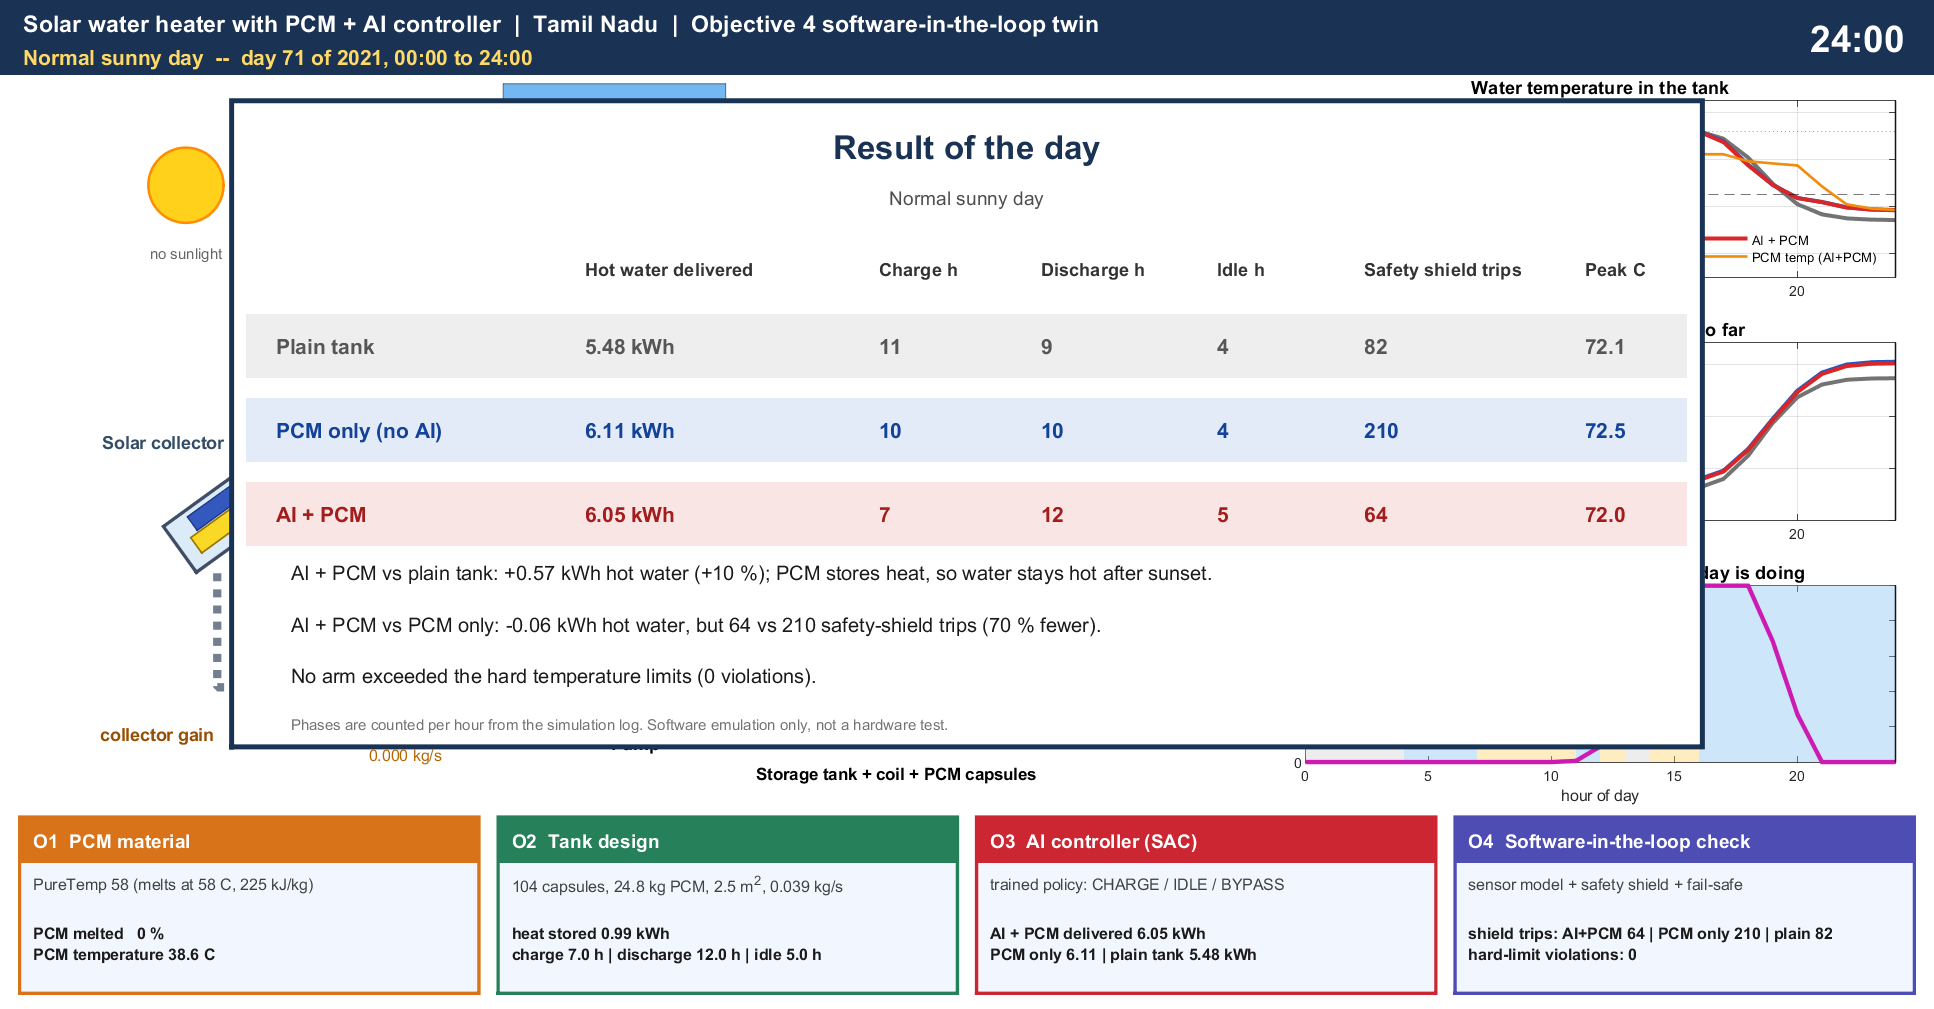 Solar water heater with PCM + AI controller | Tamil Nadu | Objective 4 software-in-the-loop twin
Normal sunny day -- day 71 of 2021, 00:00 to 24:00
24:00
Water temperature in the tank
Result of the day
Normal sunny day
no sunlight
Hot water delivered Charge h Discharge h Idle h Safety shield trips Peak C
AI + PCM
PCM temp (AI+PCM)
20
Plain tank 5.48 kWh 11 9 4 82 72.1
o far
PCM only (no AI) 6.11 kWh 10 10 4 210 72.5
Solar collector
AI + PCM 6.05 kWh 7 12 5 64 72.0
20
AI + PCM vs plain tank: +0.57 kWh hot water (+10 %); PCM stores heat, so water stays hot after sunset.
day is doing
AI + PCM vs PCM only: -0.06 kWh hot water, but 64 vs 210 safety-shield trips (70 % fewer).
No arm exceeded the hard temperature limits (0 violations).
Phases are counted per hour from the simulation log. Software emulation only, not a hardware test.
collector gain
0.000 kg/s
Storage tank + coil + PCM capsules
0
0 5 10 15 20
hour of day
O1 PCM material
PureTemp 58 (melts at 58 C, 225 kJ/kg)
PCM melted 0 %
PCM temperature 38.6 C
O2 Tank design
104 capsules, 24.8 kg PCM, 2.5 m2, 0.039 kg/s
heat stored 0.99 kWh
charge 7.0 h | discharge 12.0 h | idle 5.0 h
O3 AI controller (SAC)
trained policy: CHARGE / IDLE / BYPASS
AI + PCM delivered 6.05 kWh
PCM only 6.11 | plain tank 5.48 kWh
O4 Software-in-the-loop check
sensor model + safety shield + fail-safe
shield trips: AI+PCM 64 | PCM only 210 | plain 82
hard-limit violations: 0